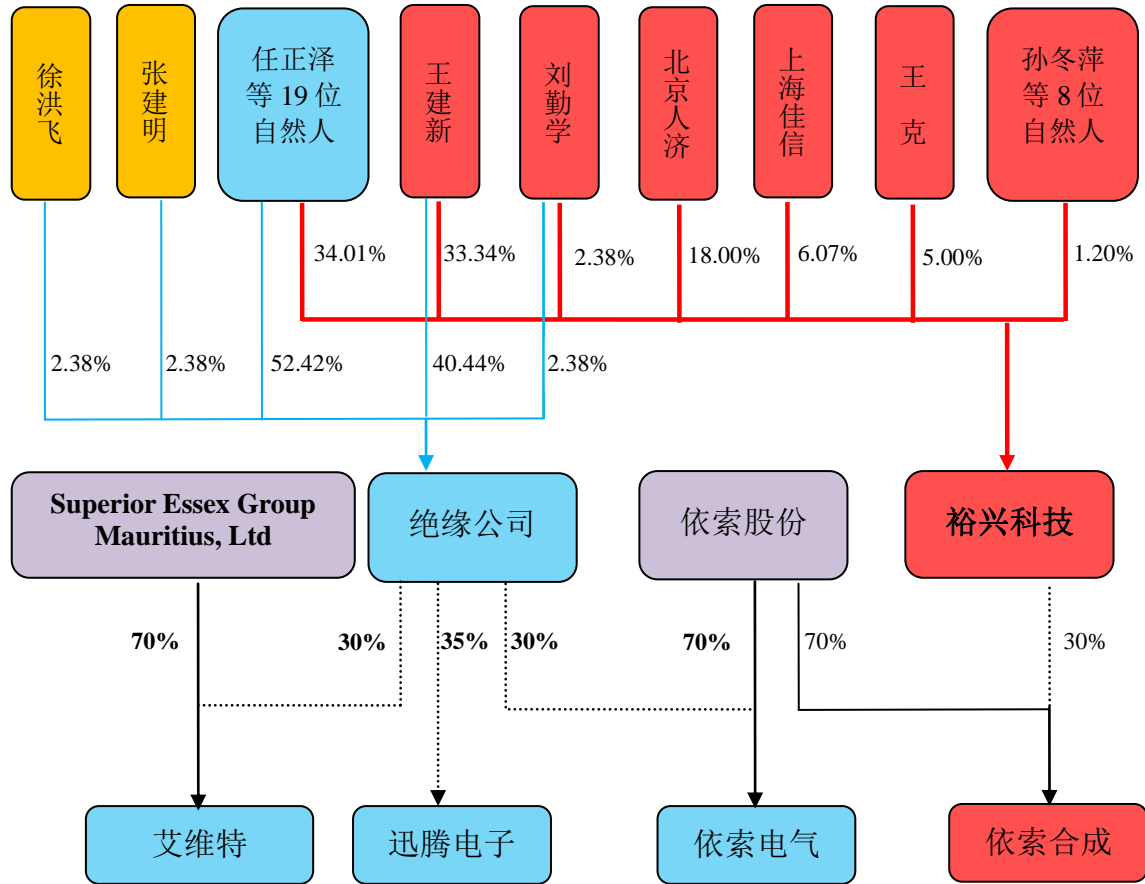 徐洪飞
张建明
任正泽
等 19 位
自然人
王建新
刘勤学
北京人济
上海佳信
王 克
孙冬萍
等 8 位
自然人
34.01%
33.34%
2.38%
18.00%
6.07%
5.00%
1.20%
2.38%
2.38%
52.42%
40.44%
2.38%
Superior Essex Group
Mauritius, Ltd
绝缘公司
依索股份
裕兴科技
70%
30%
35%
30%
70%
70%
30%
艾维特
迅腾电子
依索电气
依索合成